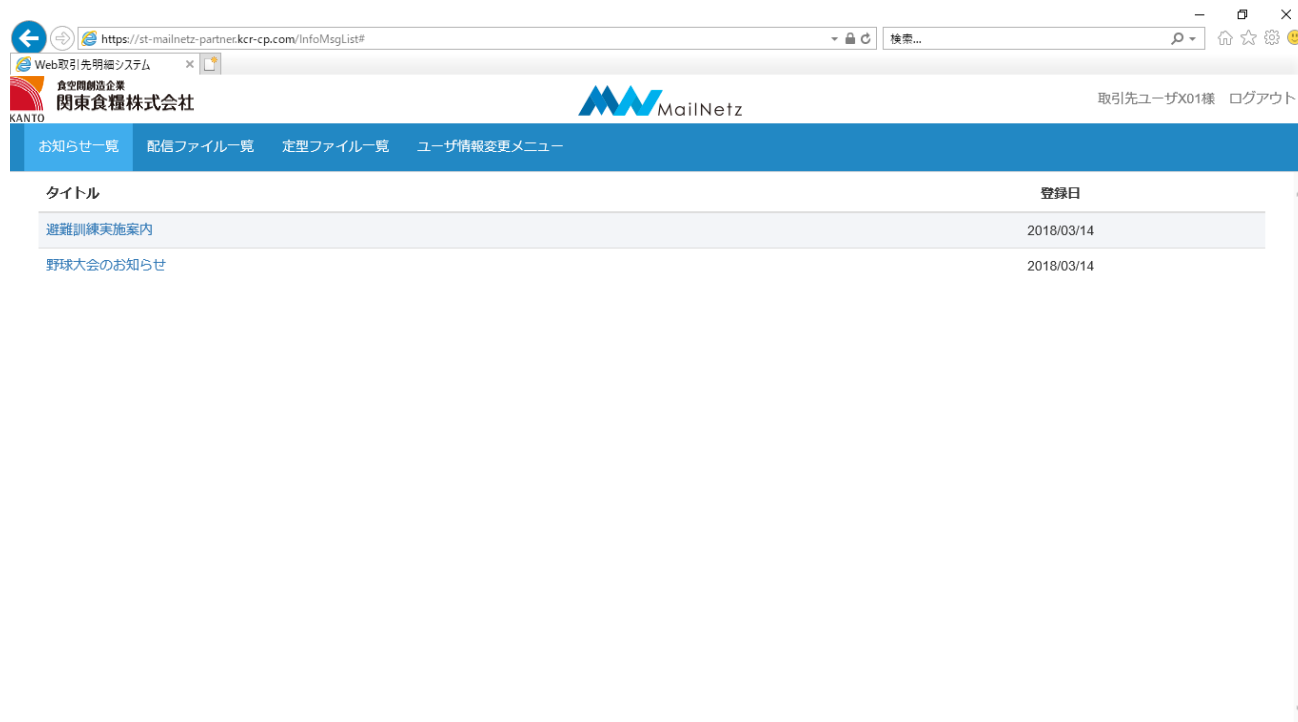 https://st-mailnetz-partner.kcr-cp.com/InfoMsgList#
検索...
Web取引先明細システム
食空間創造企業
関東食糧株式会社
KANTO
MailNetz
取引先ユーザX01様 ログアウト
お知らせ一覧 配信ファイル一覧 定型ファイル一覧 ユーザ情報変更メニュー
タイトル 登録日
避難訓練実施案内 2018/03/14
野球大会のお知らせ 2018/03/14